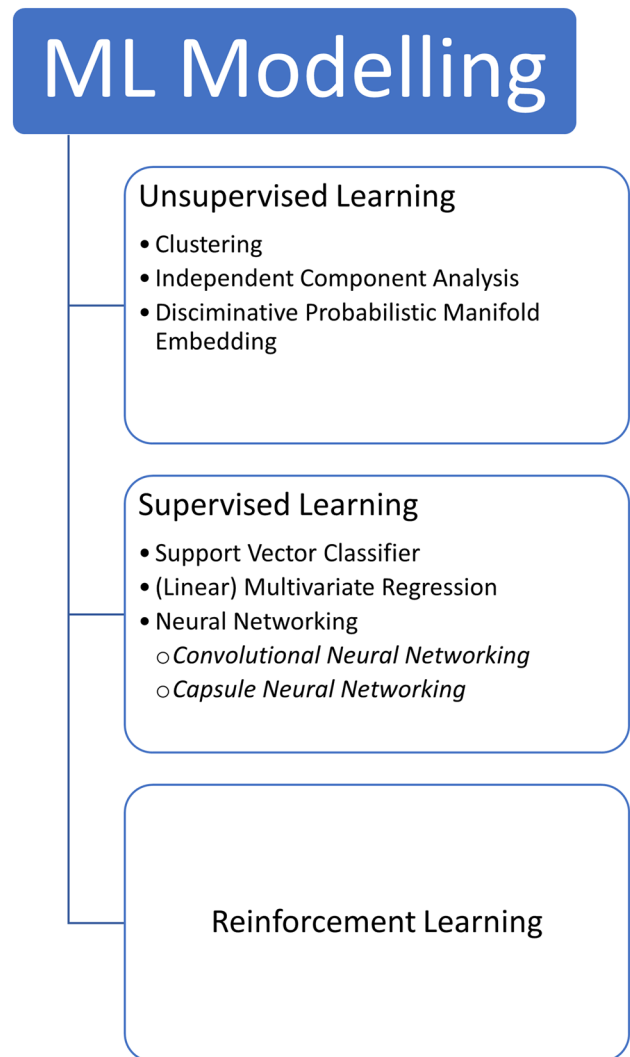 ML Modelling
Unsupervised Learning
• Clustering
• Independent Component Analysis
• Disciminative Probabilistic Manifold
Embedding
Supervised Learning
• Support Vector Classifier
• (Linear) Multivariate Regression
• Neural Networking
o Convolutional Neural Networking
o Capsule Neural Networking
Reinforcement Learning